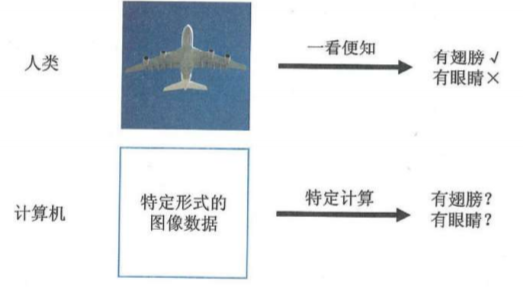 人类
一看便知
有翅膀 √
有眼睛×
计算机
特定形式的
图像数据
特定计算
有翅膀?
有眼睛?